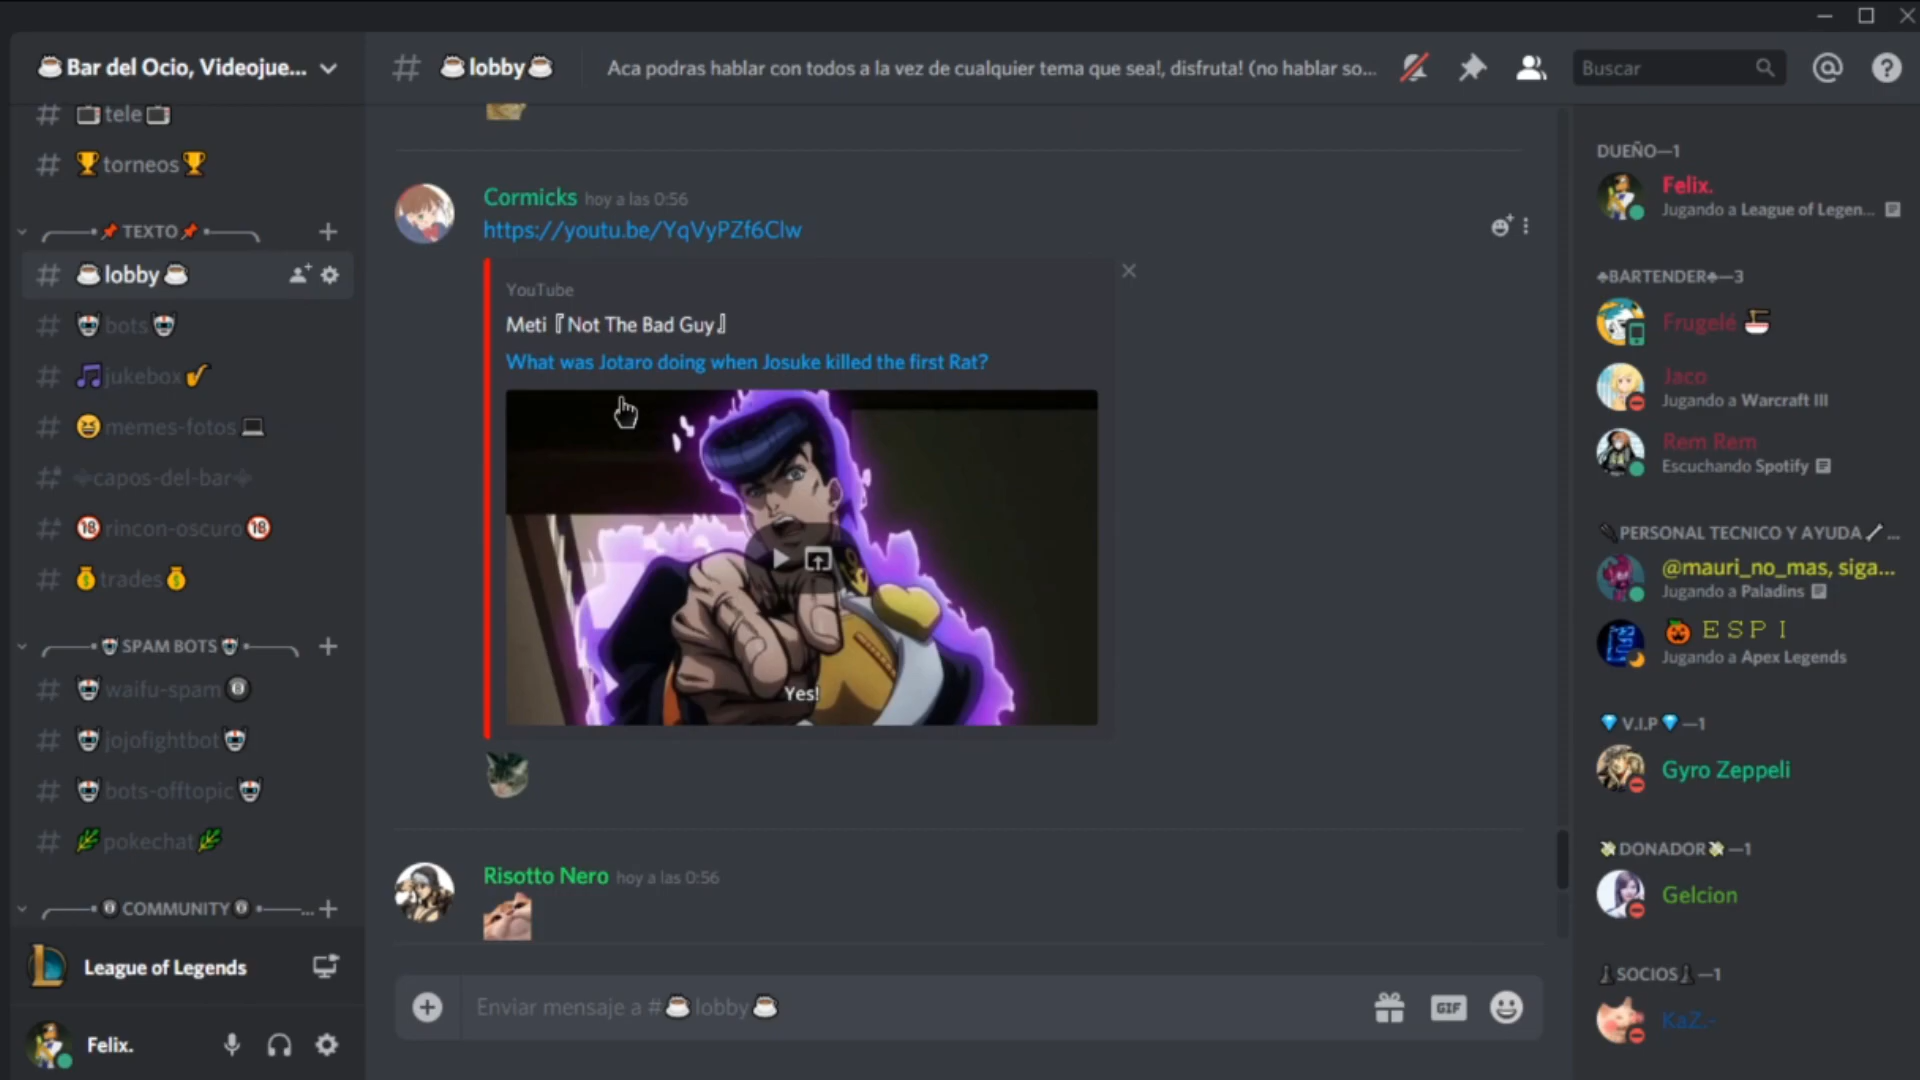 ☕Bar del Ocio, Videojue...
# 📺tele📺
# 🏆torneos🏆
📌 TEXTO 📌
# ☕lobby☕
# bots
# 🎵jukebox🎷
# 😆memes-fotos💻
# capos-del-bar
# 🔞rincon-oscuro🔞
# 💰trades💰
SPAM BOTS
# waifu-spam
# jojofightbot
# bots-offtopic
# 🌿pokechat🌿
COMMUNITY ...
League of Legends
Felix.
# ☕lobby☕
Aca podras hablar con todos a la vez de cualquier tema que sea!, disfruta! (no hablar so...
Buscar
Cormicks hoy a las 0:56
https://youtu.be/YqVyPZf6Clw
YouTube
Meti『Not The Bad Guy』
What was Jotaro doing when Josuke killed the first Rat?
Yes!
Risotto Nero hoy a las 0:56
Enviar mensaje a #☕lobby☕
GIF
DUEÑO—1
Felix.
Jugando a League of Legen...
♣BARTENDER♣—3
Frugelé 🍜
Jaco
Jugando a Warcraft III
Rem Rem
Escuchando Spotify
PERSONAL TECNICO Y AYUDA ...
@mauri_no_mas, siga...
Jugando a Paladins
🎃 ＥＳＰＩ
Jugando a Apex Legends
💎V.I.P💎—1
Gyro Zeppeli
💸DONADOR💸—1
Gelcion
♟SOCIOS♟—1
KaZ.-